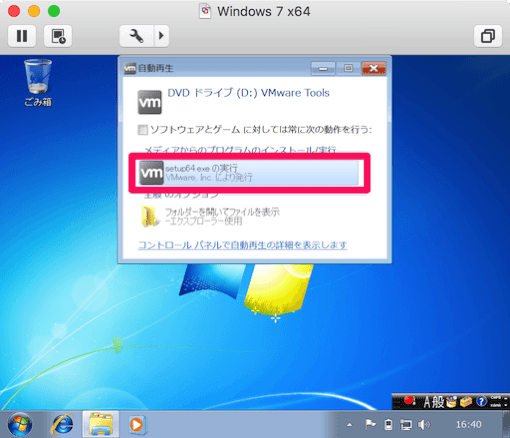 Windows 7 x64
ごみ箱
vm 自動再生
vm DVD ドライブ (D:) VMware Tools
ソフトウェアとゲーム に対しては常に次の動作を行う:
メディアからのプログラムのインストール/実行
vm setup64.exe の実行
VMware, Inc. により発行
全般 のオプション
フォルダーを開いてファイルを表示
-エクスプローラー使用
コントロール パネルで自動再生の詳細を表示します
A般
CAPS
KANA
16:40